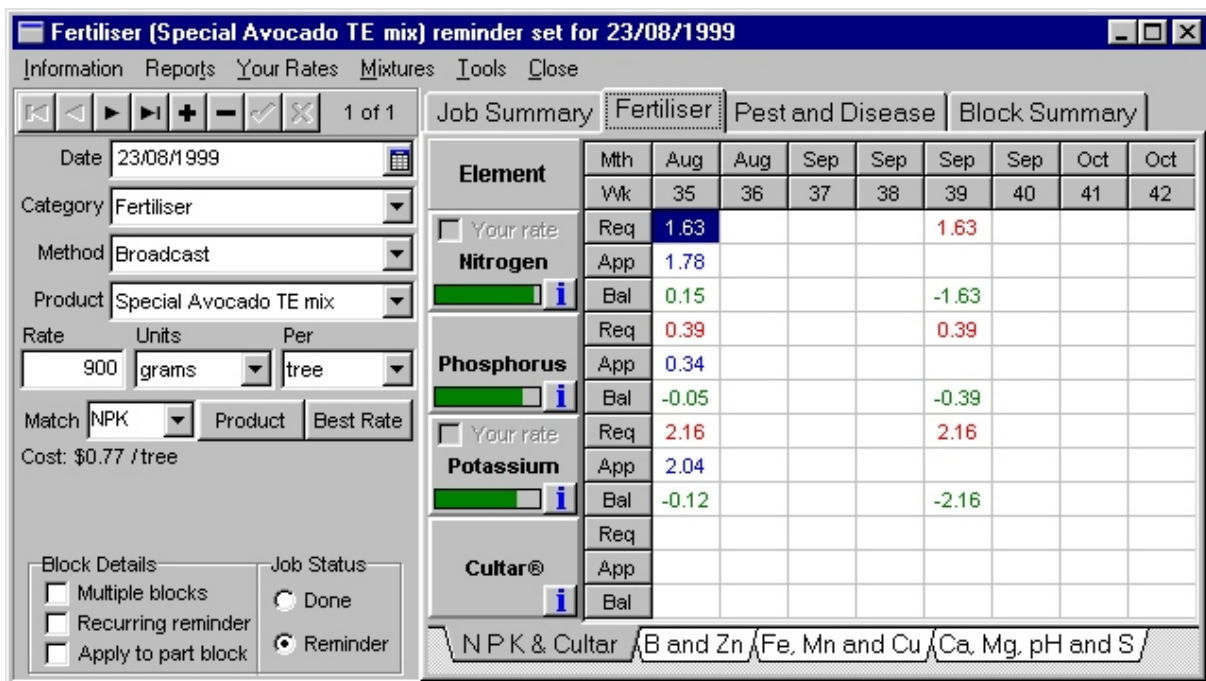 Fertiliser (Special Avocado TE mix) reminder set for 23/08/1999
Information Reports Your Rates Mixtures Tools Close
1 of 1
Date 23/08/1999
Category Fertiliser
Method Broadcast
Product Special Avocado TE mix
Rate Units Per
900 grams tree
Match NPK Product Best Rate
Cost: $0.77 / tree
Block Details
Multiple blocks
Recurring reminder
Apply to part block
Job Status
Done
Reminder
Job Summary Fertiliser Pest and Disease Block Summary
Element Mth Aug Aug Sep Sep Sep Sep Oct Oct
Wk 35 36 37 38 39 40 41 42
Your rate Req 1.63 1.63
Nitrogen App 1.78
i Bal 0.15 -1.63
Req 0.39 0.39
Phosphorus App 0.34
i Bal -0.05 -0.39
Your rate Req 2.16 2.16
Potassium App 2.04
i Bal -0.12 -2.16
Req
Cultar® App
i Bal
N P K & Cultar B and Zn Fe, Mn and Cu Ca, Mg, pH and S